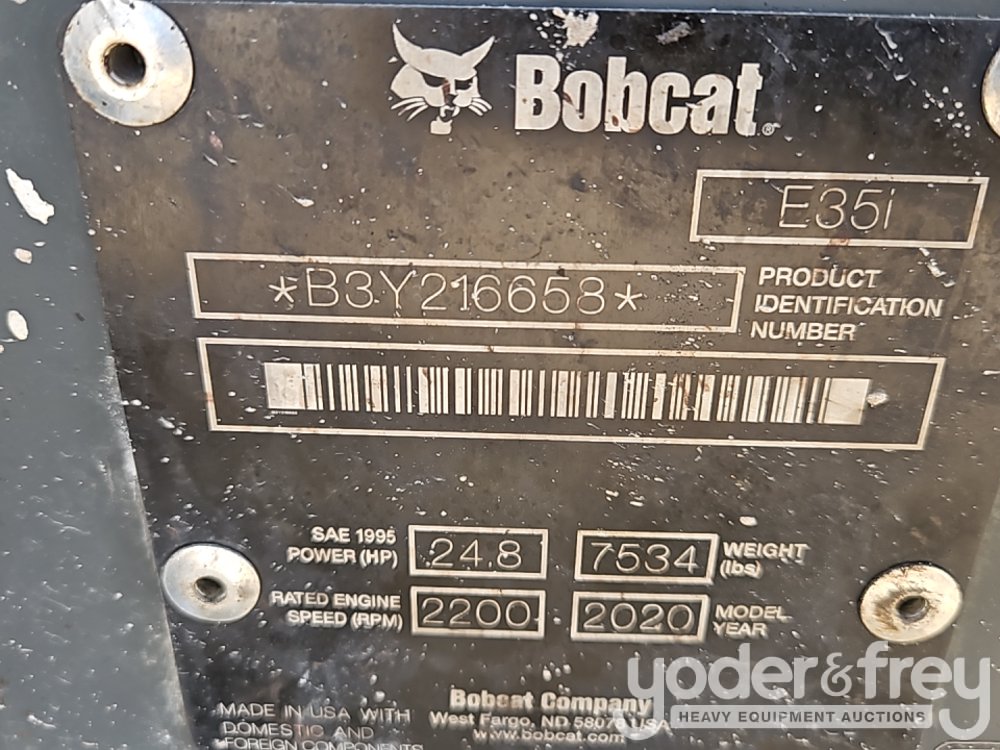 Bobcat®
E35i
*B3Y216658*
PRODUCT
IDENTIFICATION
NUMBER
SAE 1995
POWER (HP)
24.8
7534
WEIGHT
(lbs)
RATED ENGINE
SPEED (RPM)
2200
2020
MODEL
YEAR
Bobcat Company
West Fargo, ND 58078 USA
www.bobcat.com
MADE IN USA WITH
DOMESTIC AND
FOREIGN COMPONENTS
yoder&frey
HEAVY EQUIPMENT AUCTIONS